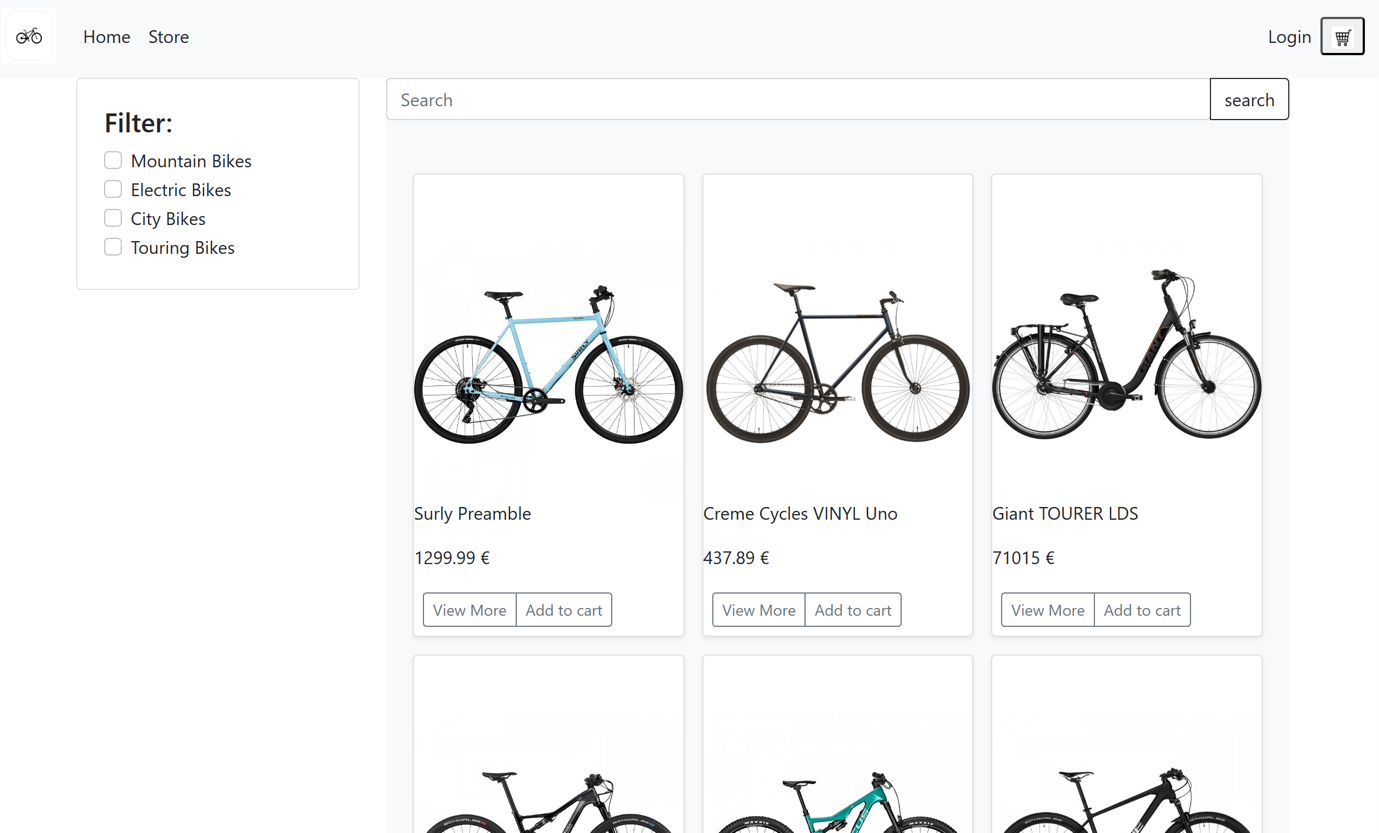 Home Store Login
Search search
Filter:
Mountain Bikes
Electric Bikes
City Bikes
Touring Bikes
SURLY
Surly Preamble
1299.99 €
View More Add to cart
Creme Cycles VINYL Uno
437.89 €
View More Add to cart
Giant TOURER LDS
71015 €
View More Add to cart